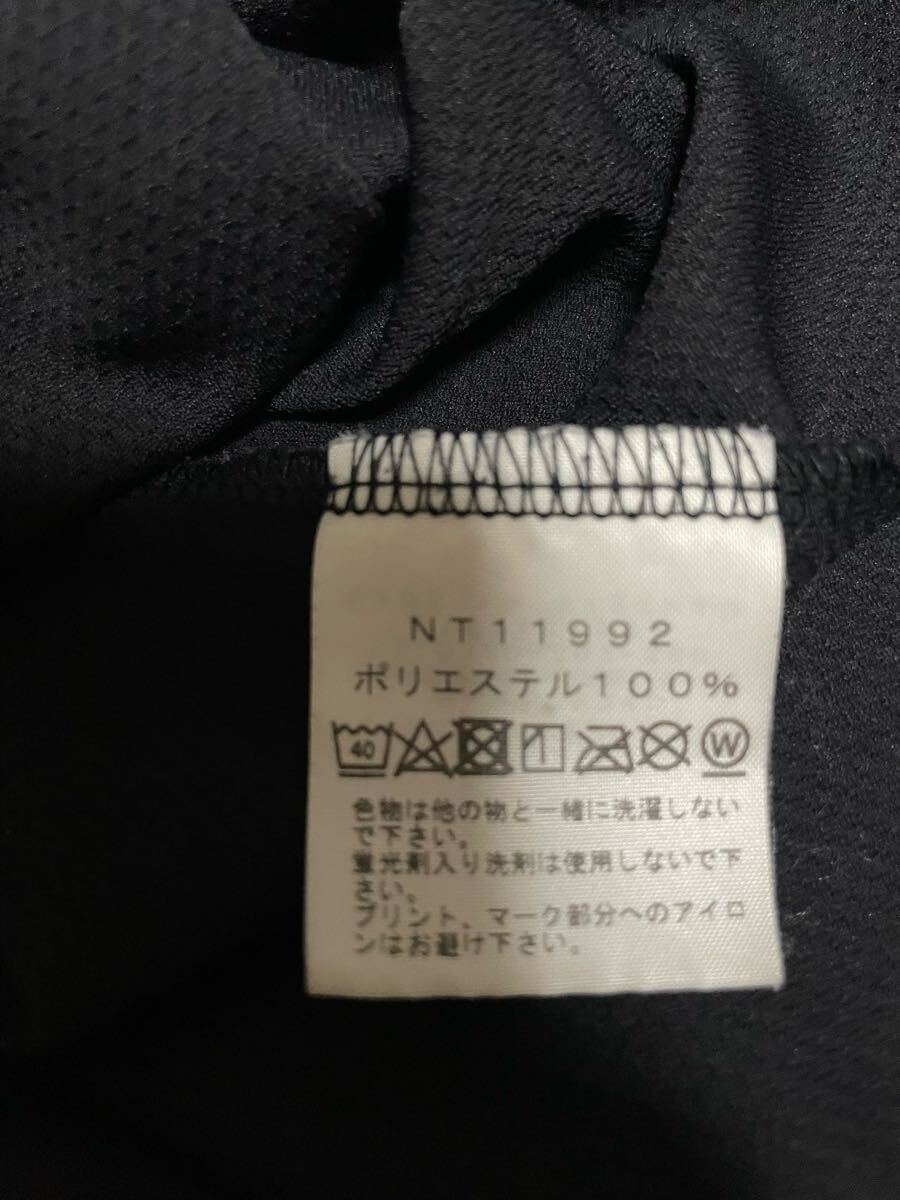 NT11992
ポリエステル100%
40 W
色物は他の物と一緒に洗濯しない
で下さい。
蛍光剤入り洗剤は使用しないで下
さい。
プリント、マーク部分へのアイロ
ンはお避け下さい。